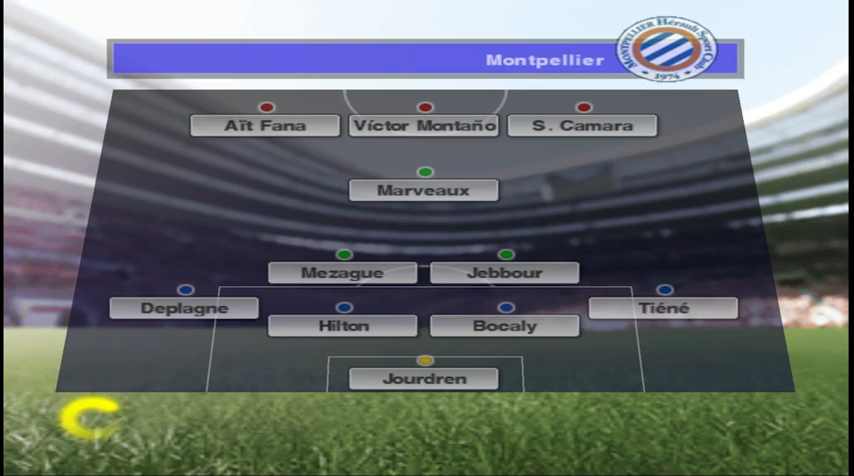 Montpellier
MONTPELLIER Hérault Sport Club
1974
Aït Fana Víctor Montaño S. Camara
Marveaux
Mezague Jebbour
Deplagne Tiéné
Hilton Bocaly
Jourdren